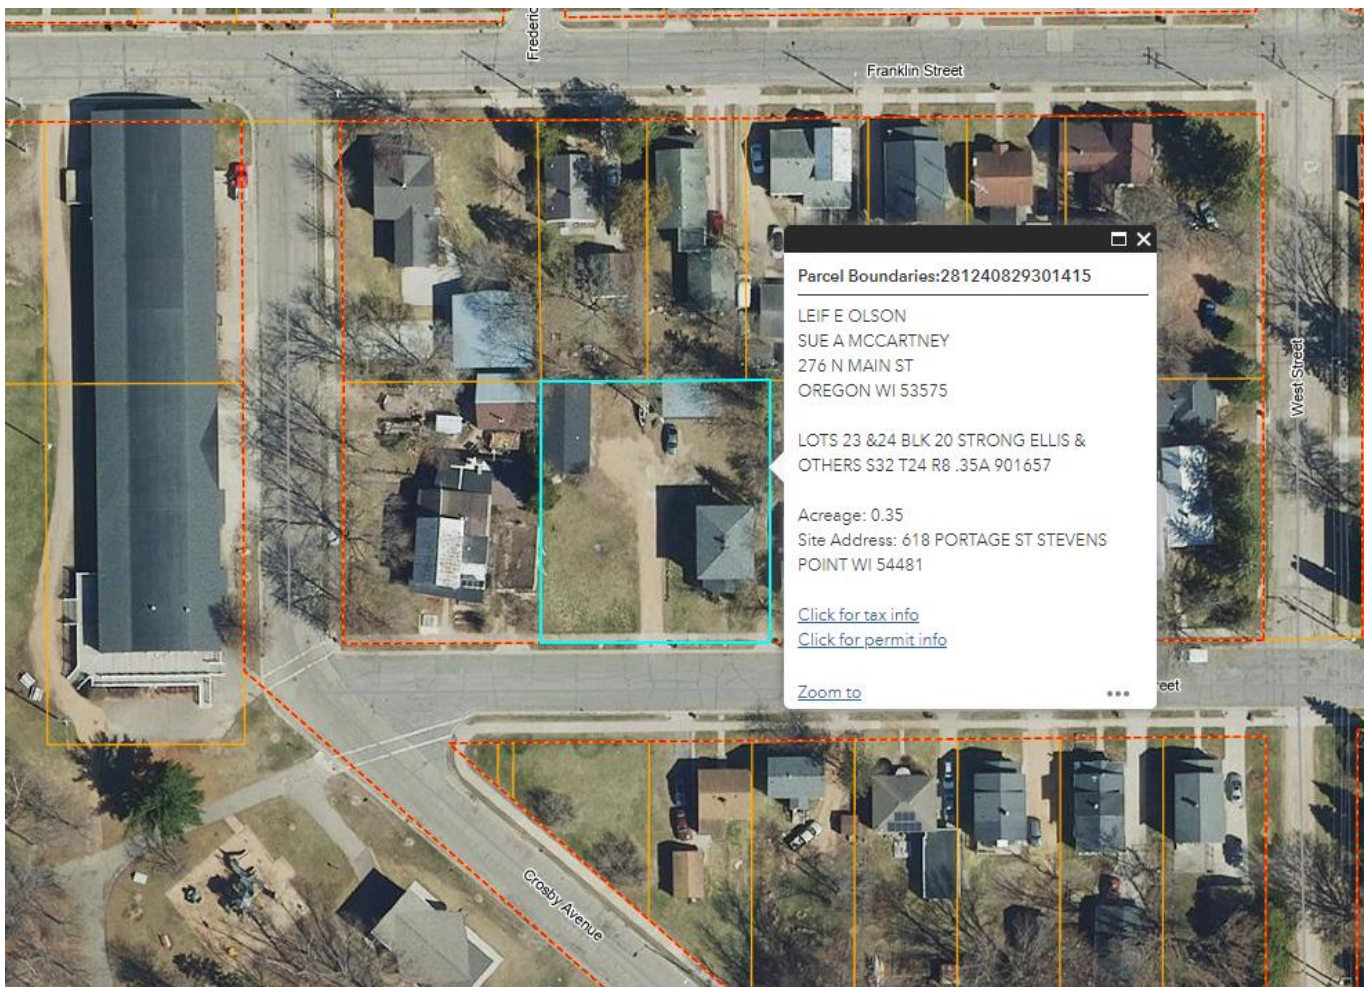 Frederic
Franklin Street
Parcel Boundaries:281240829301415
LEIF E OLSON
SUE A MCCARTNEY
276 N MAIN ST
OREGON WI 53575
LOTS 23 &24 BLK 20 STRONG ELLIS &
OTHERS S32 T24 R8 .35A 901657
Acreage: 0.35
Site Address: 618 PORTAGE ST STEVENS
POINT WI 54481
Click for tax info
Click for permit info
Zoom to
West Street
reet
Crosby Avenue